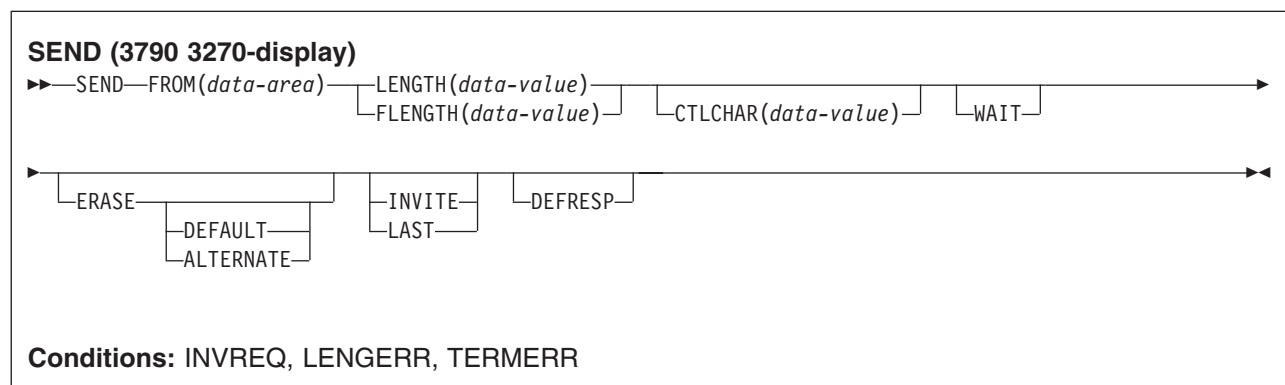 SEND (3790 3270-display)
SEND FROM(data-area) LENGTH(data-value) CTLCHAR(data-value) WAIT
FLENGTH(data-value)
ERASE DEFAULT INVITE DEFRESP
ALTERNATE LAST
Conditions: INVREQ, LENGERR, TERMERR